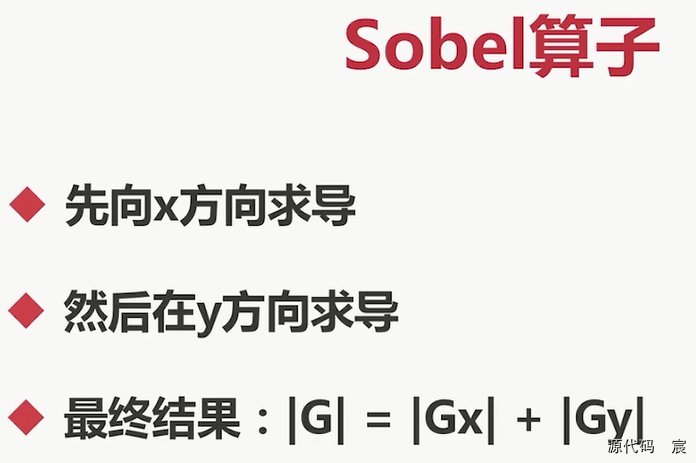 Sobel算子
先向x方向求导
然后在y方向求导
最终结果：|G| = |Gx| + |Gy|
源代码 宸